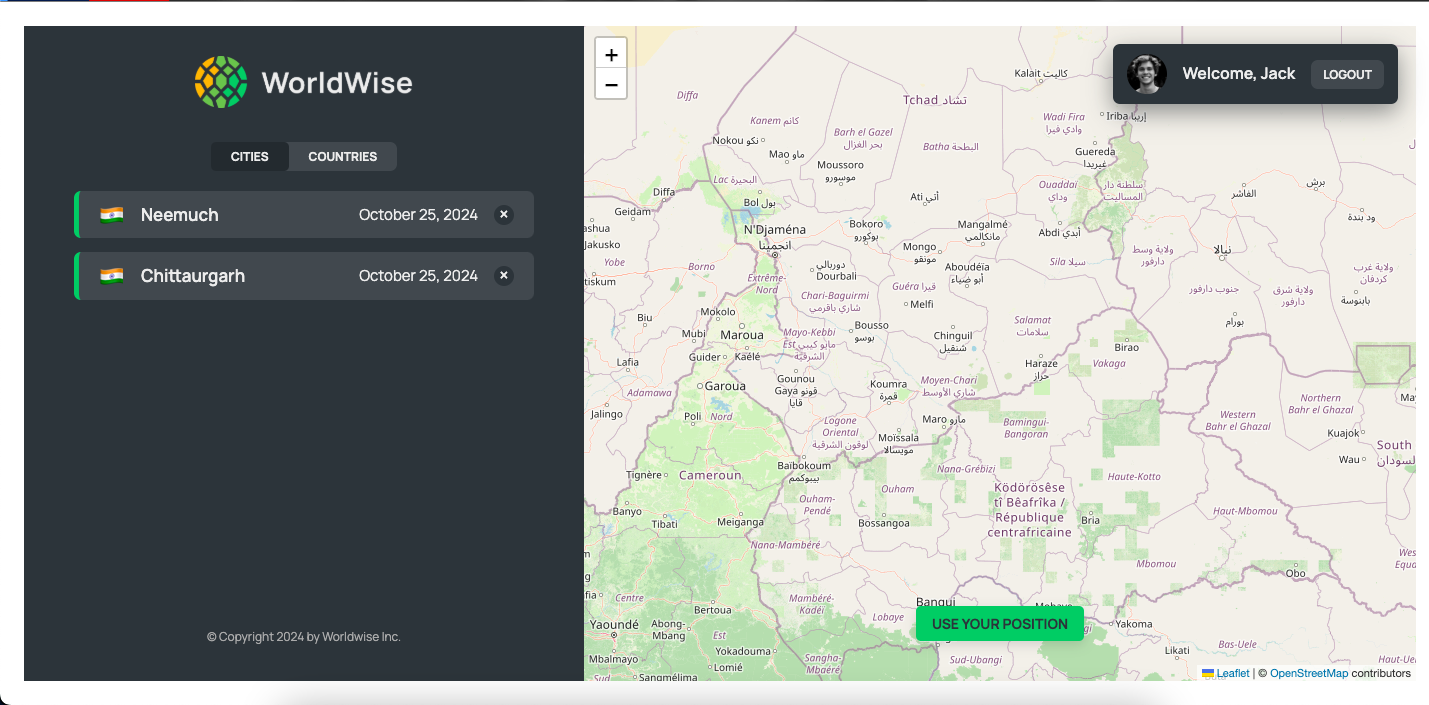 WorldWise
CITIES
COUNTRIES
Neemuch
October 25, 2024
×
Chittaurgarh
October 25, 2024
×
© Copyright 2024 by Worldwise Inc.
+
−
Welcome, Jack
LOGOUT
Kalait كاليت
Diffa
Tchad تشاد
Kanem كانم
Wadi Fira
وادي فيرا
Iriba إريبا
Barh el Gazel
بحر الغزال
Nokou نكو
Batha البطحة
Mao ماو
Moussoro
موسورو
Guereda
غيريدا
Lac البحيرة
Diffa
Ouaddaï
وداي
سلطنة دار
المساليت
الفاشر
برش
Ati أتي
Bol بول
Geidam
ود بندة
ashua
Jakusko
N'Djaména
انجمينا
Bokoro
بوكورو
Mangalmé
مانكالمي
Abdi أبدي
Mongo
مونقو
نيالا
ولاية وسط
دارفور
Yobe
Borno
دوربالي
Dourbali
Aboudéïa
أبو ضياء
Sila سيلا
ولاية غرب
كردفان
tiskum
Extrême-
Nord
Guéra قيرا
جنوب دارفور
ولاية شرق
دارفور
بابنوسة
Chari-Baguirmi
شاري باقرمي
Melfi
Biu
Mokolo
Bousso
بوسو
Salamat
سلامات
بورام
Mubi
Maroua
Mayo-Kebbi
Est مايو كيبي
الشرقية
Chinguil
شنقيل
Birao
Lafia
Guider
Kaélé
Haraze
حراز
Vakaga
Garoua
Gounou
Gaya قونو
قايا
Koumra
قمرة
Moyen-Chari
شاري الأوسط
Adamawa
Northern
Bahr el Ghazal
Jalingo
Poli
Nord
Logone
Oriental
لوقون الشرقية
Maro مارو
Bamingui-
Bangoran
Western
Bahr el Ghazal
Kuajok
Moïssala
مويسالا
South
السودان
Wau
Baïbokoum
بيبوكم
Nana-Grébizi
Tignère
Cameroun
Haute-Kotto
Ouham-
Pendé
Ouham
Ködörösêse
tî Bêafrîka /
République
centrafricaine
Banyo
Tibati
Meiganga
Bossangoa
Bria
Haut-Mbomou
Nana-Mambéré
Mbomou
Obo
Centre
Mambéré-
Kadéï
Bangui
Bertoua
Lobaye
USE YOUR POSITION
Yakoma
Yaoundé
Abong-
Mbang
Est
Bas-Uele
Likati
Mbalmayo
Yokadouma
Lomié
Sangha-
Mbaéré
Sud-Ubangi
Sangmélima
Leaflet | © OpenStreetMap contributors